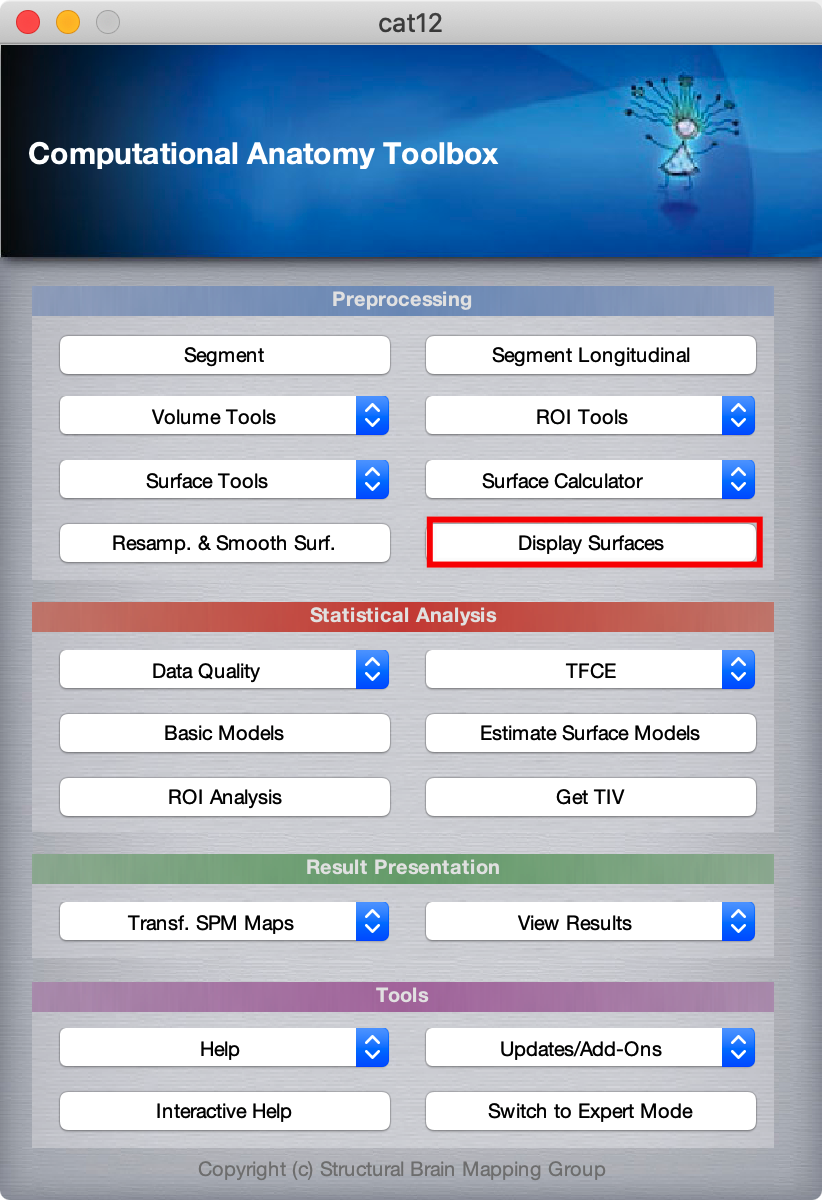 cat12
Computational Anatomy Toolbox
Preprocessing
Segment
Segment Longitudinal
Volume Tools
ROI Tools
Surface Tools
Surface Calculator
Resamp. & Smooth Surf.
Display Surfaces
Statistical Analysis
Data Quality
TFCE
Basic Models
Estimate Surface Models
ROI Analysis
Get TIV
Result Presentation
Transf. SPM Maps
View Results
Tools
Help
Updates/Add-Ons
Interactive Help
Switch to Expert Mode
Copyright (c) Structural Brain Mapping Group